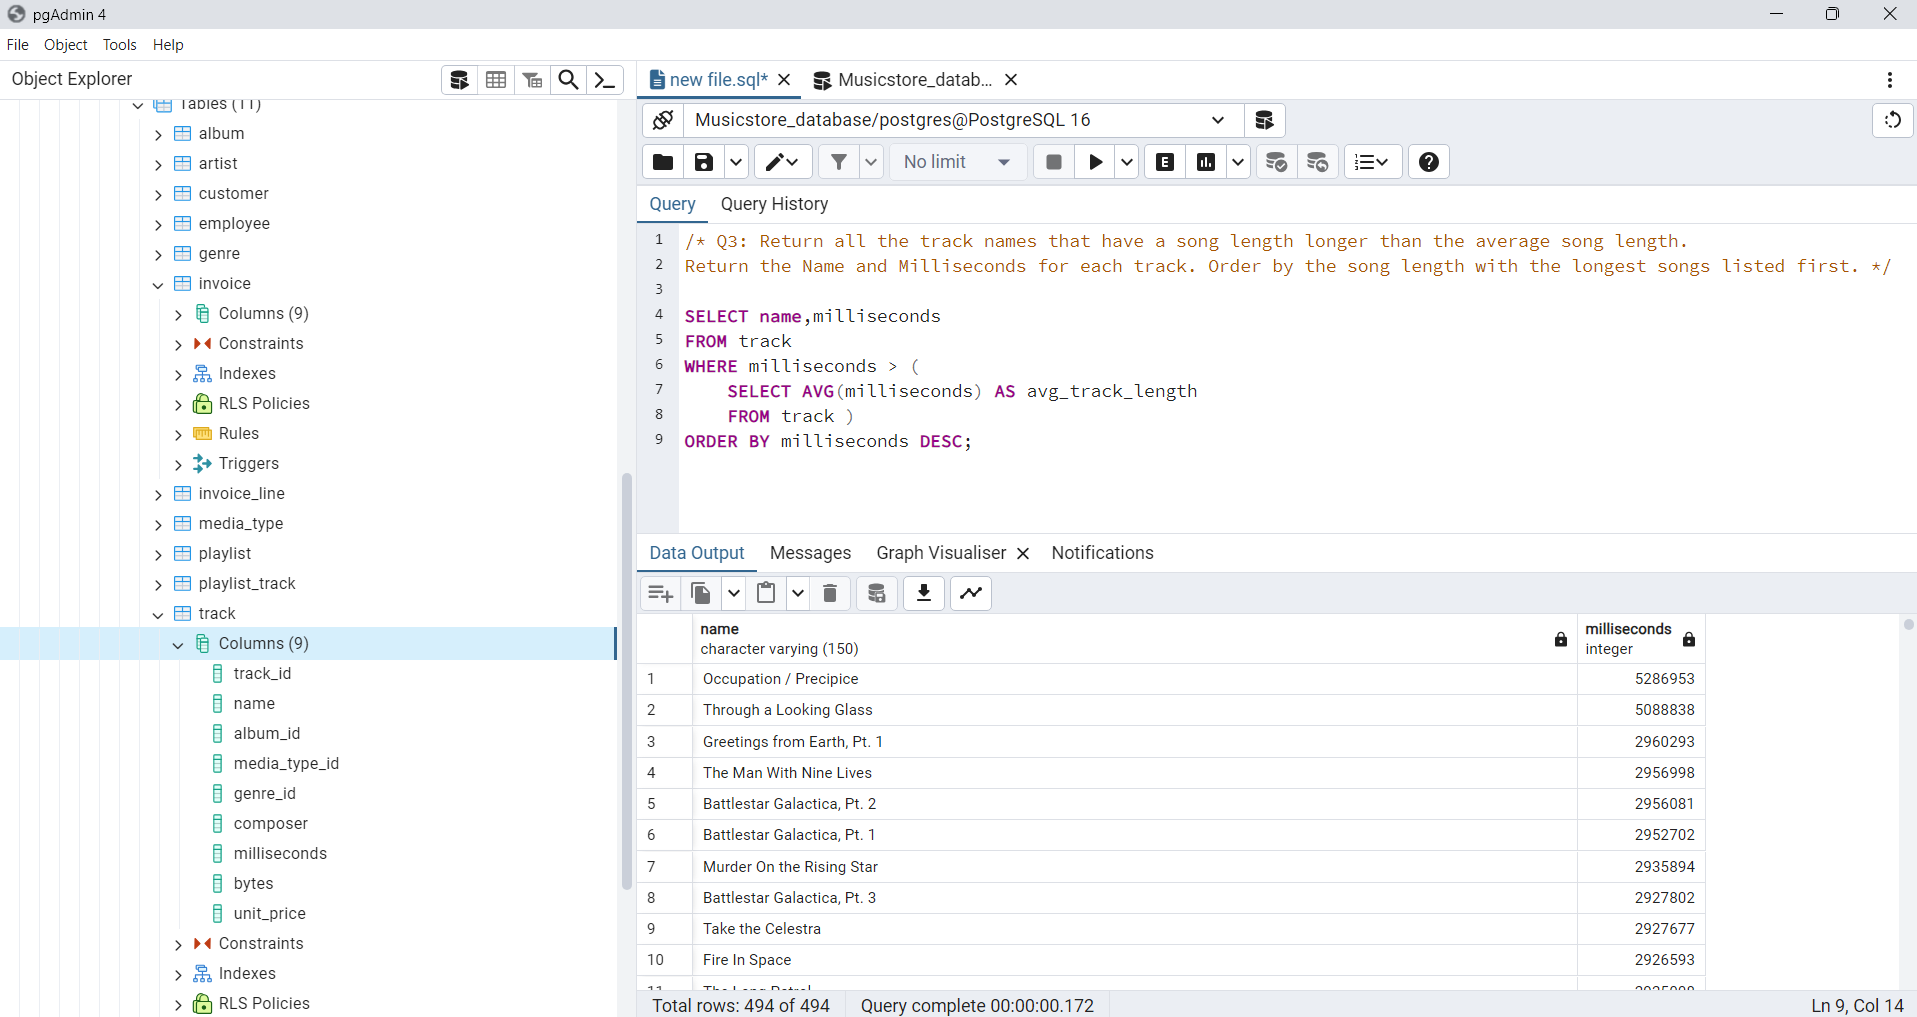 pgAdmin 4
File Object Tools Help
Object Explorer
Tables (11)
album
artist
customer
employee
genre
invoice
Columns (9)
Constraints
Indexes
RLS Policies
Rules
Triggers
invoice_line
media_type
playlist
playlist_track
track
Columns (9)
track_id
name
album_id
media_type_id
genre_id
composer
milliseconds
bytes
unit_price
Constraints
Indexes
RLS Policies
new file.sql* Musicstore_datab...
Musicstore_database/postgres@PostgreSQL 16
No limit E
Query Query History
1 /* Q3: Return all the track names that have a song length longer than the average song length.
2 Return the Name and Milliseconds for each track. Order by the song length with the longest songs listed first. */
3
4 SELECT name,milliseconds
5 FROM track
6 WHERE milliseconds > (
7 SELECT AVG(milliseconds) AS avg_track_length
8 FROM track )
9 ORDER BY milliseconds DESC;
Data Output Messages Graph Visualiser Notifications
name milliseconds
character varying (150) integer
1 Occupation / Precipice 5286953
2 Through a Looking Glass 5088838
3 Greetings from Earth, Pt. 1 2960293
4 The Man With Nine Lives 2956998
5 Battlestar Galactica, Pt. 2 2956081
6 Battlestar Galactica, Pt. 1 2952702
7 Murder On the Rising Star 2935894
8 Battlestar Galactica, Pt. 3 2927802
9 Take the Celestra 2927677
10 Fire In Space 2926593
Total rows: 494 of 494 Query complete 00:00:00.172 Ln 9, Col 14